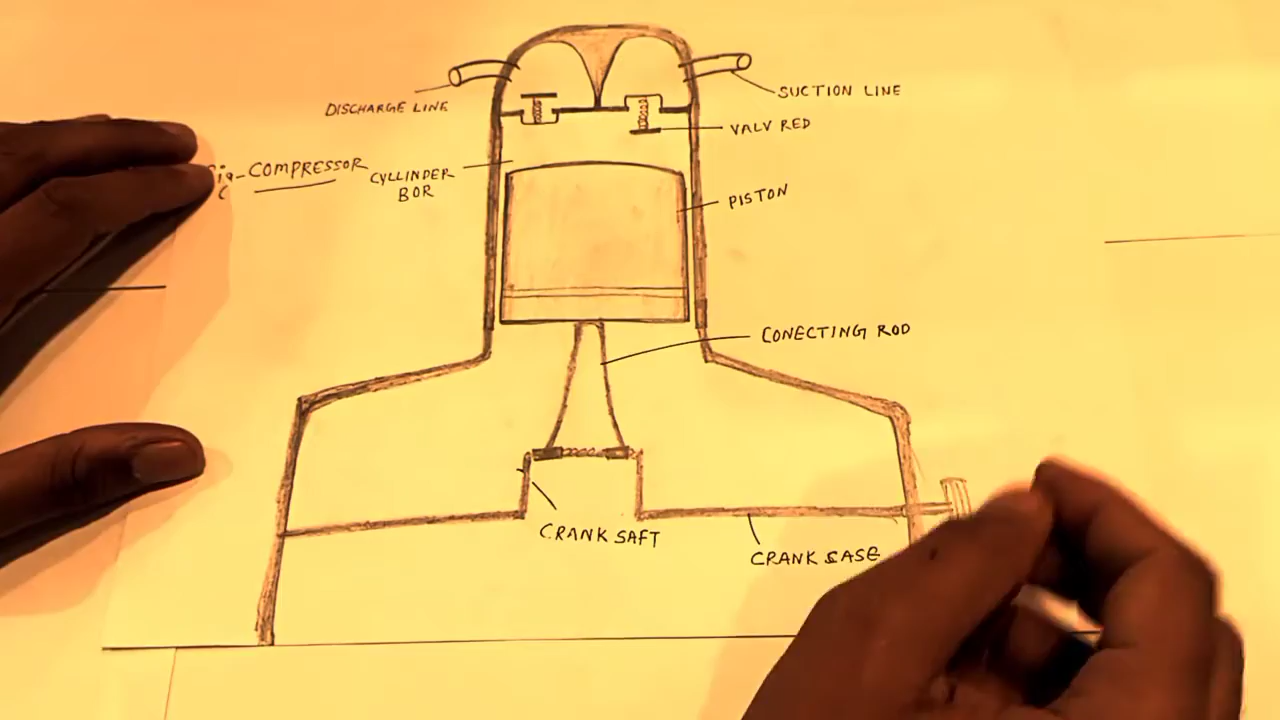 DISCHARGE LINE
SUCTION LINE
VALV RED
COMPRESSOR
CYLLINDER
BOR
PISTON
CONECTING ROD
CRANK SAFT
CRANK SASE